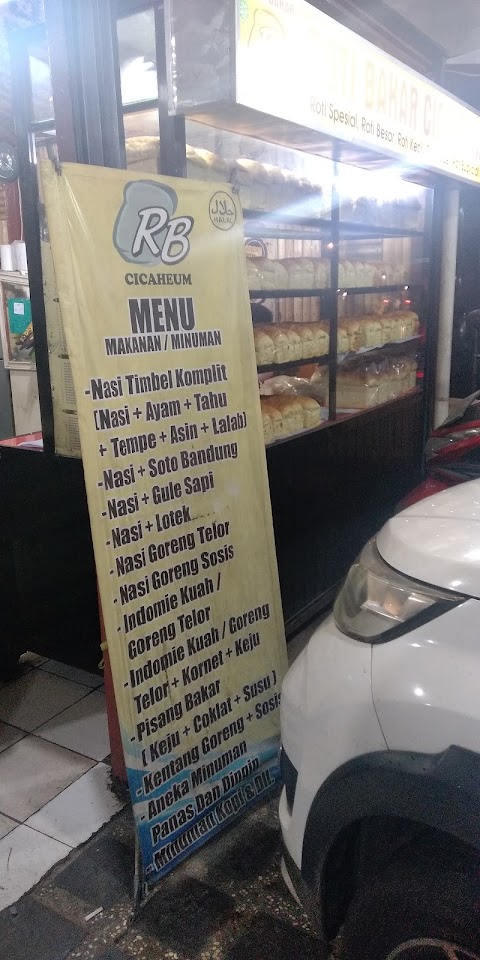 Roti Spesial, Roti Besar, Roti Kecil
RB
حلال
HALAL
CICAHEUM
MENU
MAKANAN / MINUMAN
-Nasi Timbel Komplit
(Nasi + Ayam + Tahu
+ Tempe + Asin + Lalab)
-Nasi + Soto Bandung
-Nasi + Gule Sapi
-Nasi + Lotek
-Nasi Goreng Telor
-Nasi Goreng Sosis
-Indomie Kuah /
Goreng Telor
-Indomie Kuah / Goreng
Telor + Kornet + Keju
-Pisang Bakar
( Keju + Coklat + Susu )
-Kentang Goreng + Sosis
-Aneka Minuman
Panas Dan Dingin
-Minuman Kopi & Dll